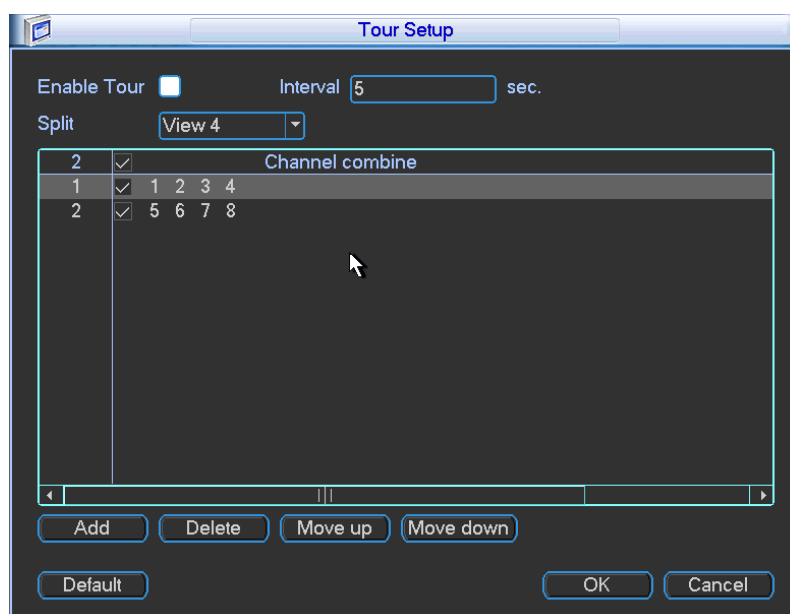 Tour Setup
Enable Tour Interval 5 sec.
Split View 4
2 Channel combine
1 1 2 3 4
2 5 6 7 8
Add Delete Move up Move down
Default OK Cancel